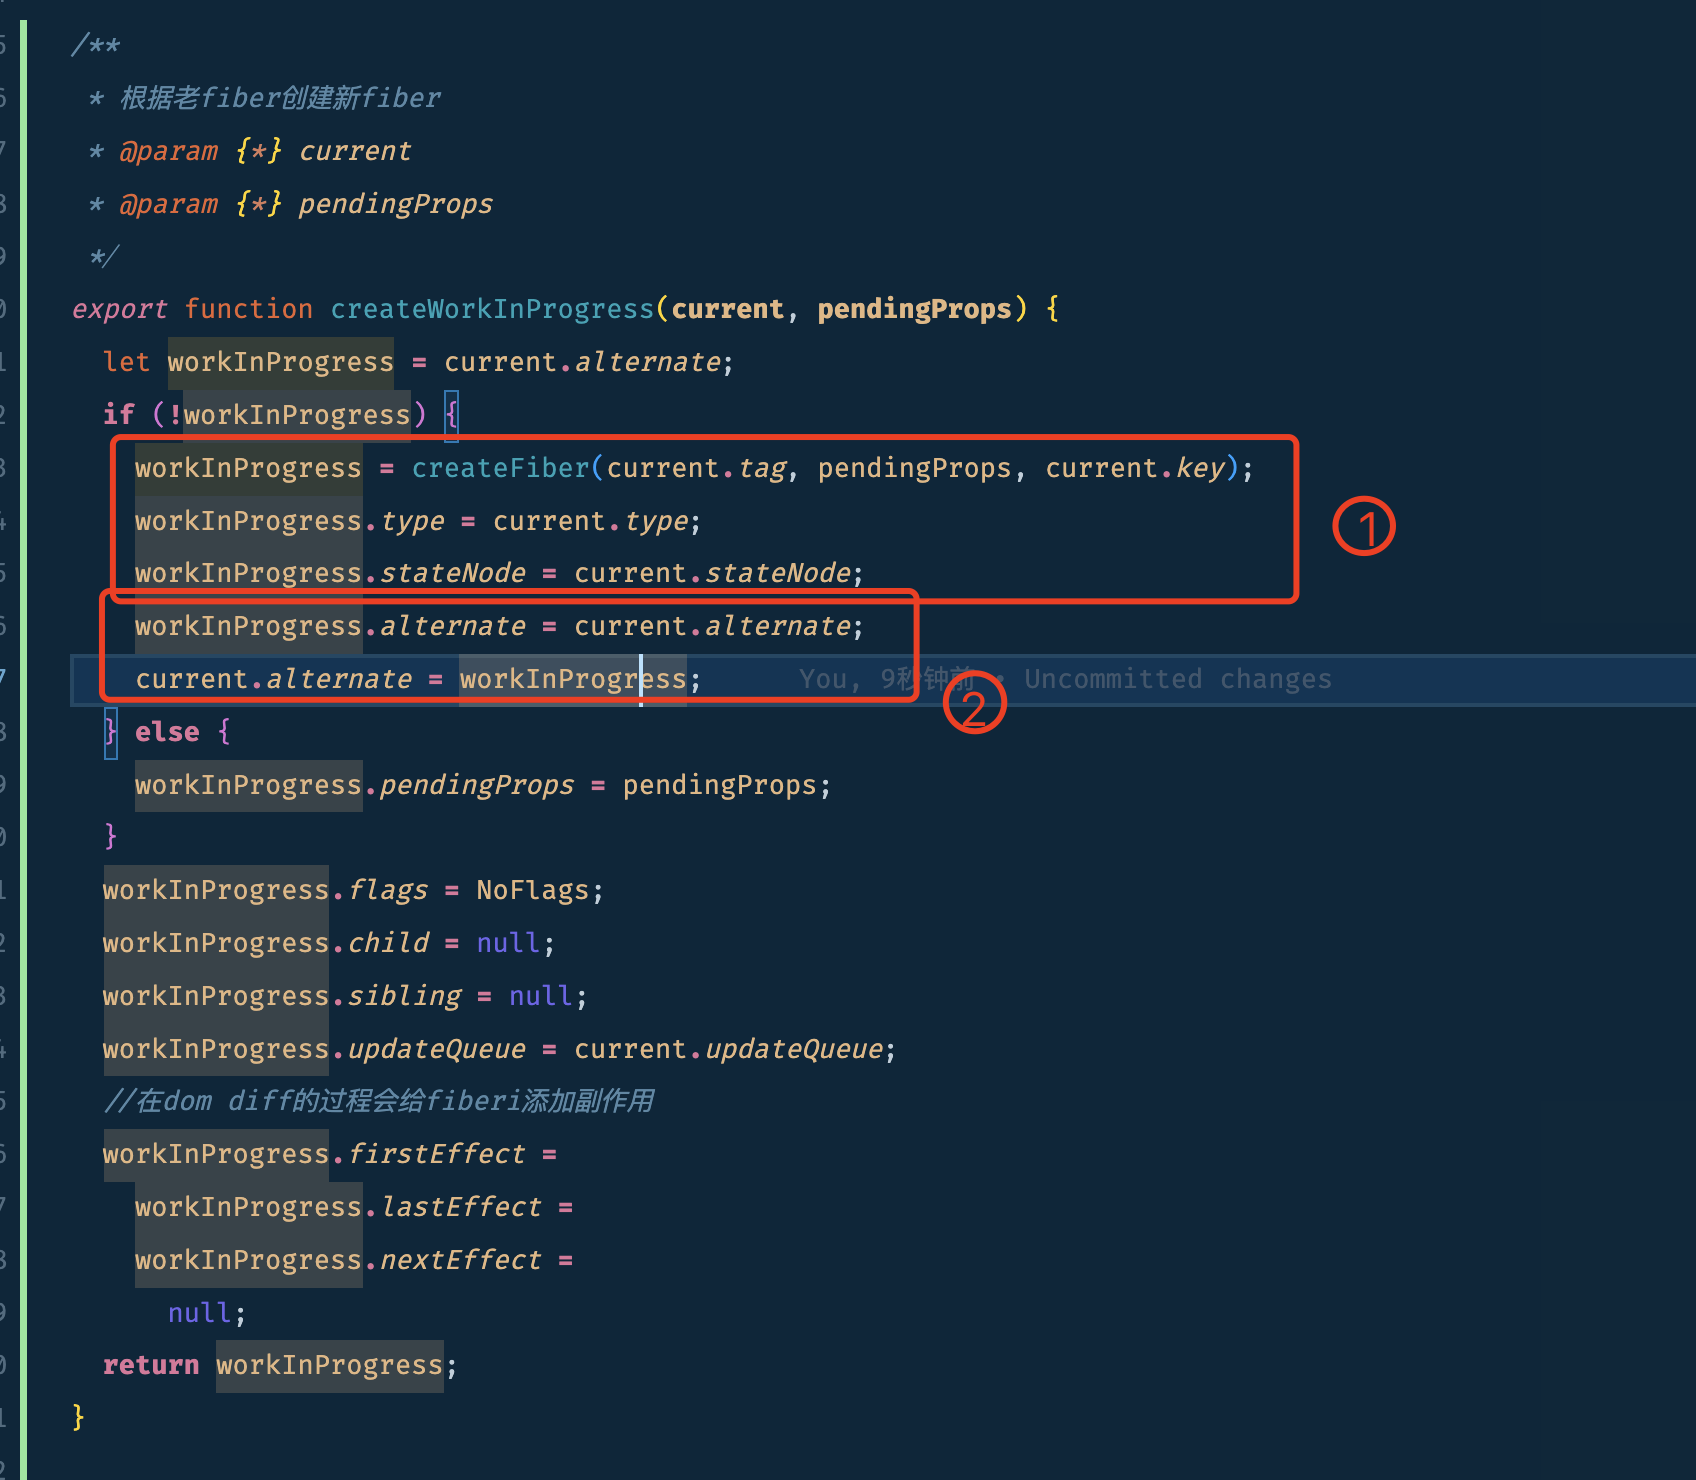 /**
* 根据老fiber创建新fiber
* @param {*} current
* @param {*} pendingProps
*/
export function createWorkInProgress(current, pendingProps) {
let workInProgress = current.alternate;
if (!workInProgress) {
workInProgress = createFiber(current.tag, pendingProps, current.key);
workInProgress.type = current.type;
①
workInProgress.stateNode = current.stateNode;
workInProgress.alternate = current.alternate;
current.alternate = workInProgress; You, 9秒钟前 • Uncommitted changes
②
} else {
workInProgress.pendingProps = pendingProps;
}
workInProgress.flags = NoFlags;
workInProgress.child = null;
workInProgress.sibling = null;
workInProgress.updateQueue = current.updateQueue;
//在dom diff的过程会给fiberi添加副作用
workInProgress.firstEffect =
workInProgress.lastEffect =
workInProgress.nextEffect =
null;
return workInProgress;
}